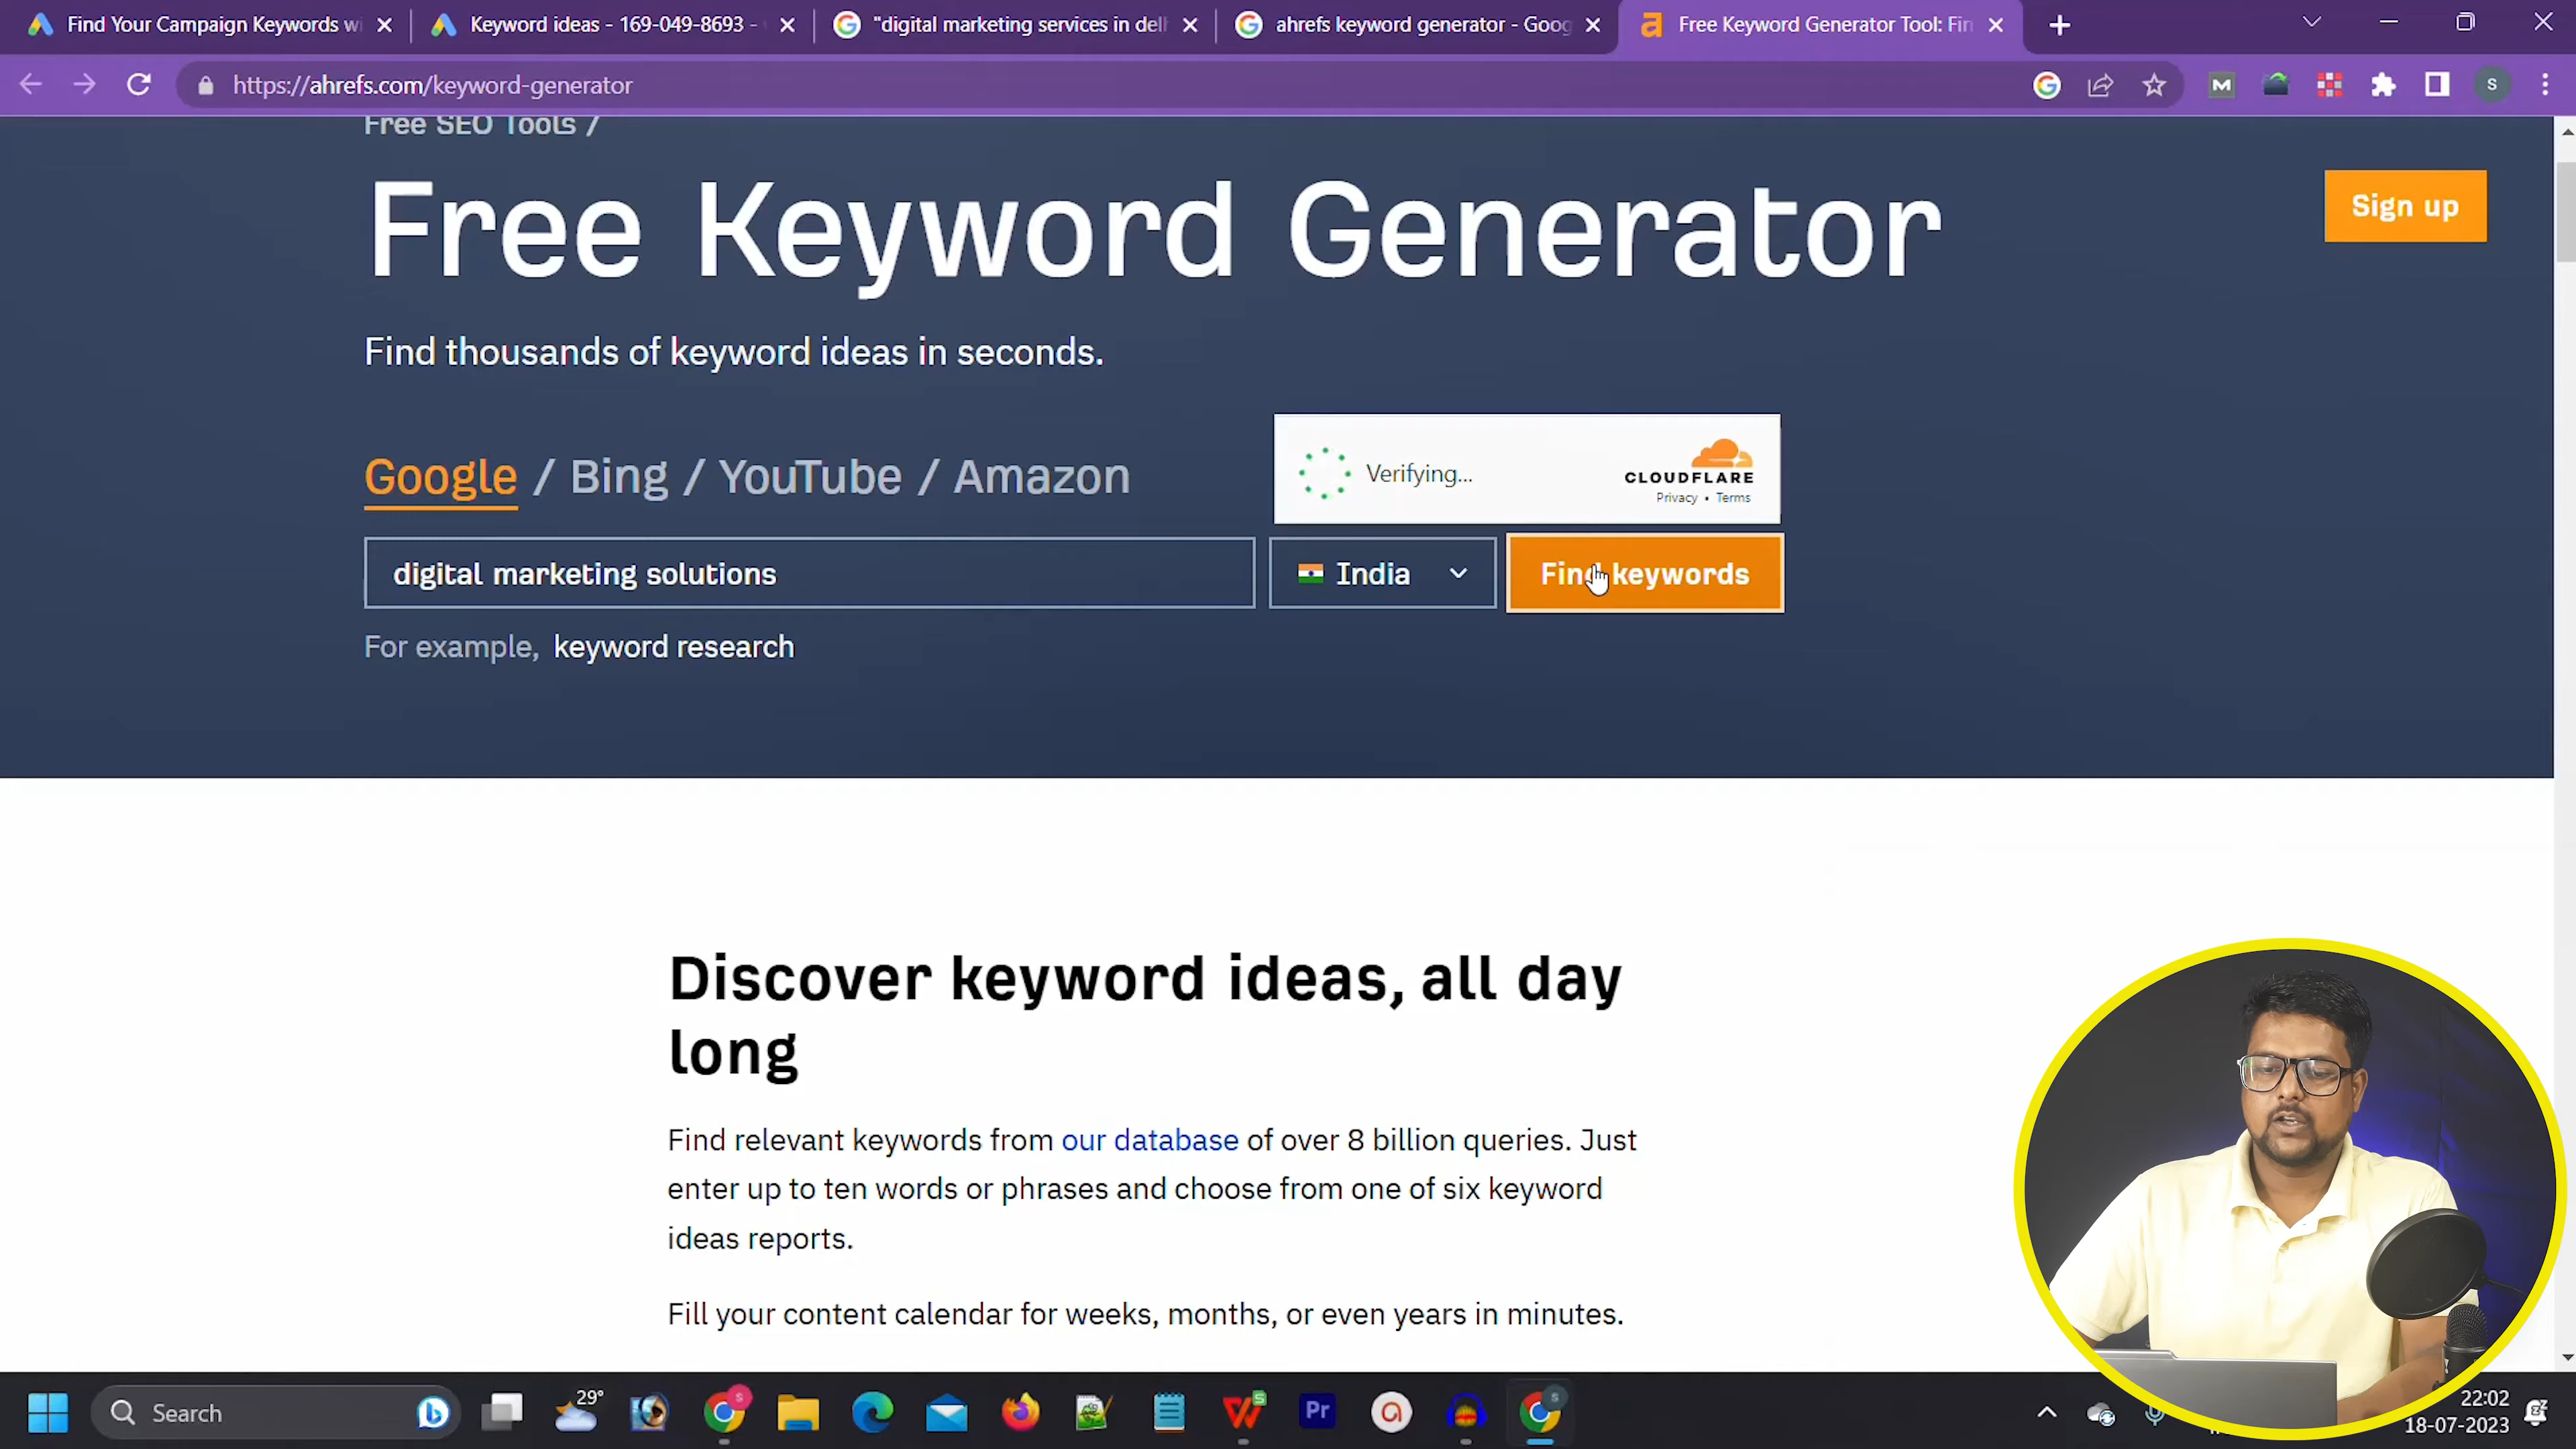 Find Your Campaign Keywords wi
Keyword ideas - 169-049-8693 -
"digital marketing services in delh
ahrefs keyword generator - Goog
Free Keyword Generator Tool: Fin
https://ahrefs.com/keyword-generator
S
Free SEO Tools /
Free Keyword Generator
Sign up
Find thousands of keyword ideas in seconds.
Google / Bing / YouTube / Amazon
Verifying...
CLOUDFLARE
Privacy • Terms
digital marketing solutions
India
Find keywords
For example, keyword research
Discover keyword ideas, all day
long
Find relevant keywords from our database of over 8 billion queries. Just
enter up to ten words or phrases and choose from one of six keyword
ideas reports.
Fill your content calendar for weeks, months, or even years in minutes.
Search
29°
Pr
22:02
18-07-2023